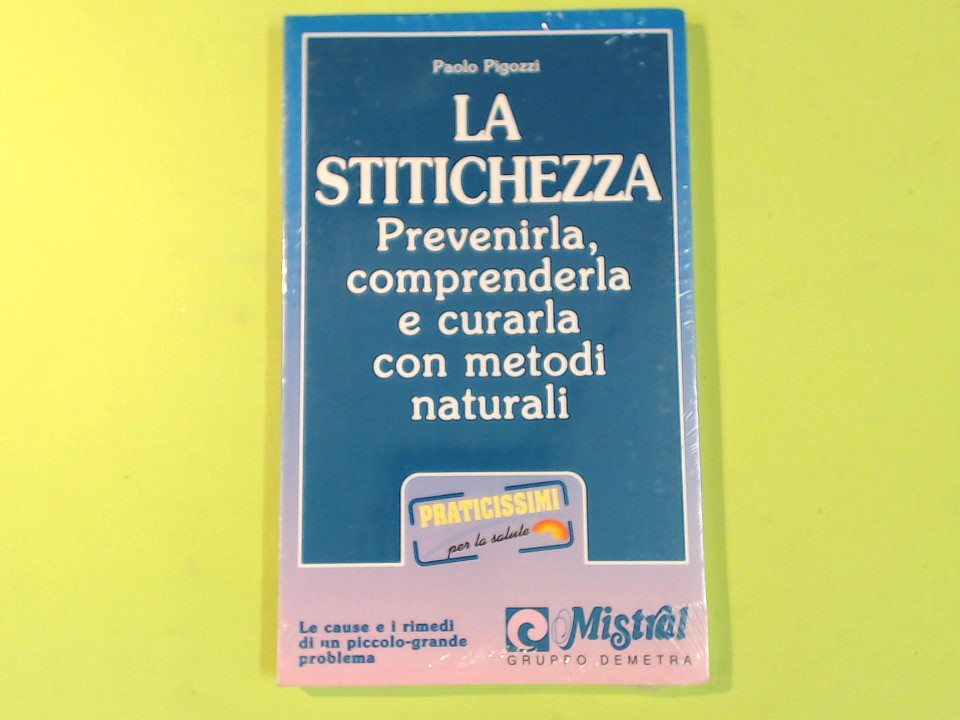 Paolo Pigozzi
LA
STITICHEZZA
Prevenirla,
comprenderla
e curarla
con metodi
naturali
PRATICISSIMI
per la salute
Le cause e i rimedi
di un piccolo-grande
problema
Mistral
GRUPPO DEMETRA